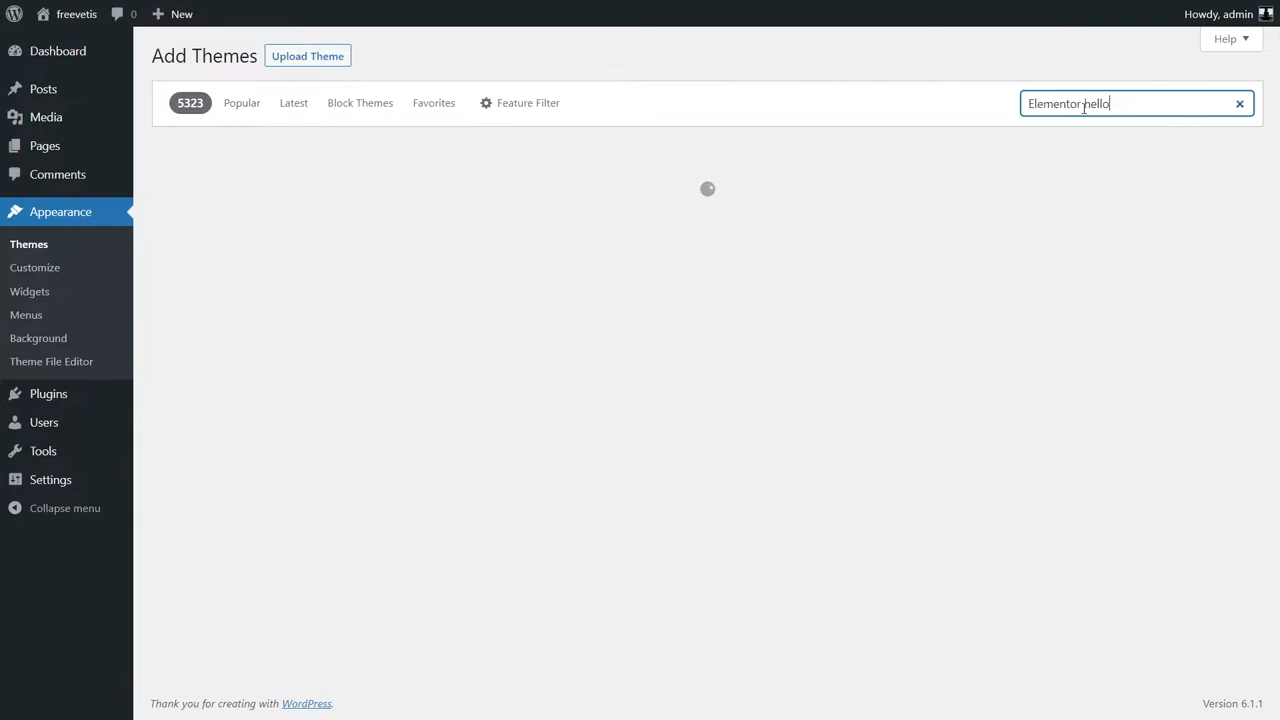 freevetis 0 New Howdy, admin
Help
Dashboard
Posts
Media
Pages
Comments
Appearance
Themes
Customize
Widgets
Menus
Background
Theme File Editor
Plugins
Users
Tools
Settings
Collapse menu
Add Themes Upload Theme
5323 Popular Latest Block Themes Favorites Feature Filter Elementor hello
Thank you for creating with WordPress. Version 6.1.1